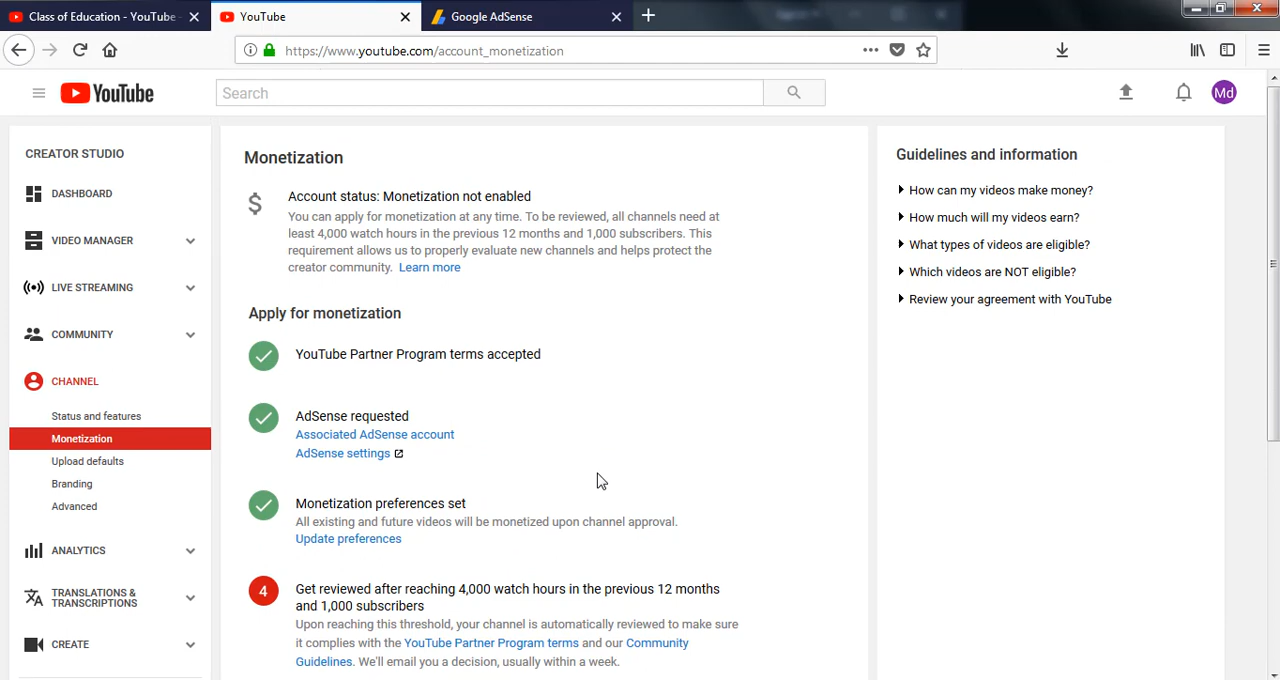 Class of Education - YouTube
YouTube
Google AdSense
https://www.youtube.com/account_monetization
YouTube
Search
Md
CREATOR STUDIO
DASHBOARD
VIDEO MANAGER
LIVE STREAMING
COMMUNITY
CHANNEL
Status and features
Monetization
Upload defaults
Branding
Advanced
ANALYTICS
TRANSLATIONS &
TRANSCRIPTIONS
CREATE
Monetization
$
Account status: Monetization not enabled
You can apply for monetization at any time. To be reviewed, all channels need at
least 4,000 watch hours in the previous 12 months and 1,000 subscribers. This
requirement allows us to properly evaluate new channels and helps protect the
creator community. Learn more
Apply for monetization
YouTube Partner Program terms accepted
AdSense requested
Associated AdSense account
AdSense settings
Monetization preferences set
All existing and future videos will be monetized upon channel approval.
Update preferences
4
Get reviewed after reaching 4,000 watch hours in the previous 12 months
and 1,000 subscribers
Upon reaching this threshold, your channel is automatically reviewed to make sure
it complies with the YouTube Partner Program terms and our Community
Guidelines. We'll email you a decision, usually within a week.
Guidelines and information
How can my videos make money?
How much will my videos earn?
What types of videos are eligible?
Which videos are NOT eligible?
Review your agreement with YouTube